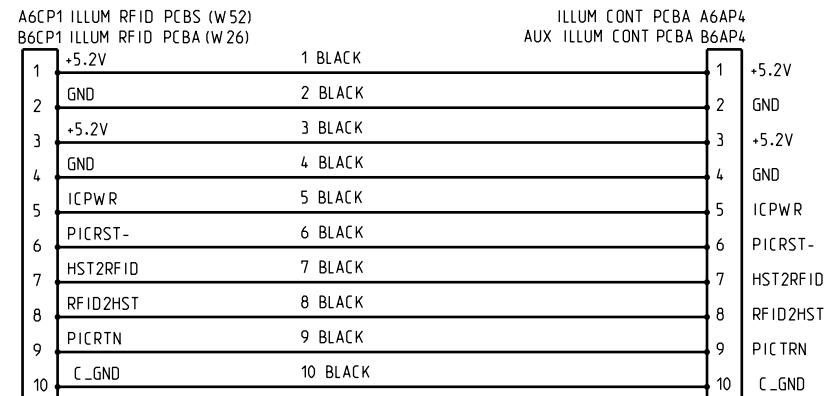 A6CP1 ILLUM RFID PCBS (W52) ILLUM CONT PCBA A6AP4
B6CP1 ILLUM RFID PCBA (W26) AUX ILLUM CONT PCBA B6AP4
1 +5.2V 1 BLACK 1 +5.2V
2 GND 2 BLACK 2 GND
3 +5.2V 3 BLACK 3 +5.2V
4 GND 4 BLACK 4 GND
5 ICPWR 5 BLACK 5 ICPWR
6 PICRST- 6 BLACK 6 PICRST-
7 HST2RFID 7 BLACK 7 HST2RFID
8 RFID2HST 8 BLACK 8 RFID2HST
9 PICRTN 9 BLACK 9 PICTRN
10 C_GND 10 BLACK 10 C_GND